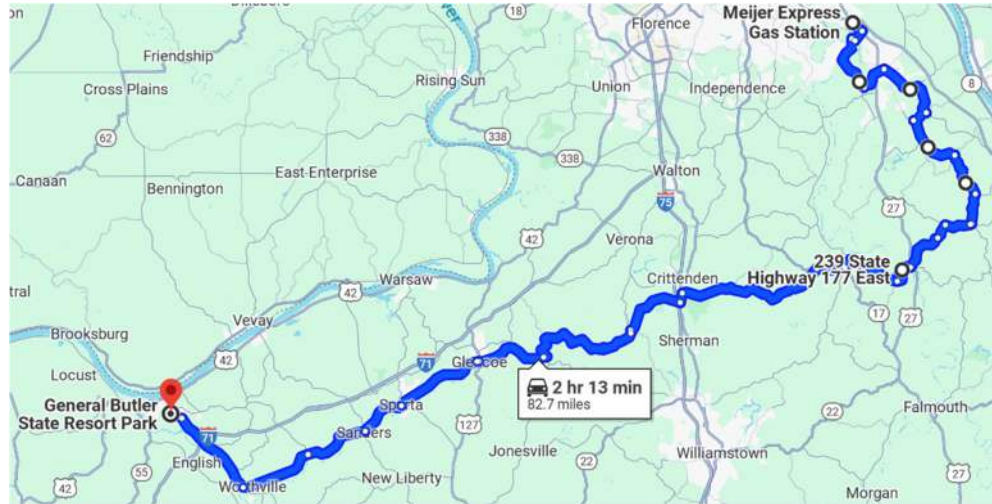 Dillsboro
18
Florence
Meijer Express
Gas Station
Friendship
Rising Sun
Union
Independence
8
Cross Plains
62
338
338
Canaan
Bennington
East Enterprise
Walton
27
75
42
Verona
239 State
Highway 177 East
Warsaw
42
Crittenden
Vevay
17
27
Brooksburg
42
71
Glencoe
Sherman
Locust
2 hr 13 min
82.7 miles
General Butler
State Resort Park
Sparta
22
Falmouth
71
Sanders
127
Jonesville
Williamstown
English
55
22
42
Worthville
New Liberty
Morgan
27